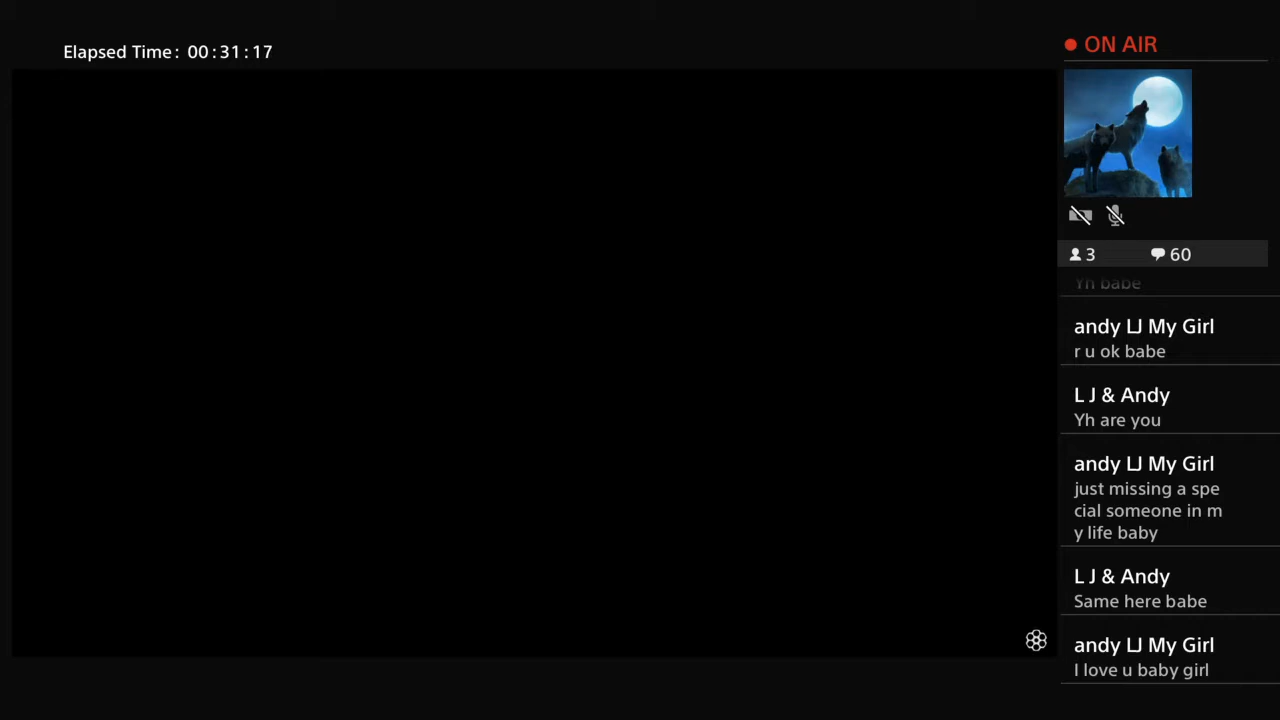 Elapsed Time: 00:31:17
ON AIR
3 60
Yh babe
andy LJ My Girl
r u ok babe
L J & Andy
Yh are you
andy LJ My Girl
just missing a spe
cial someone in m
y life baby
L J & Andy
Same here babe
andy LJ My Girl
I love u baby girl